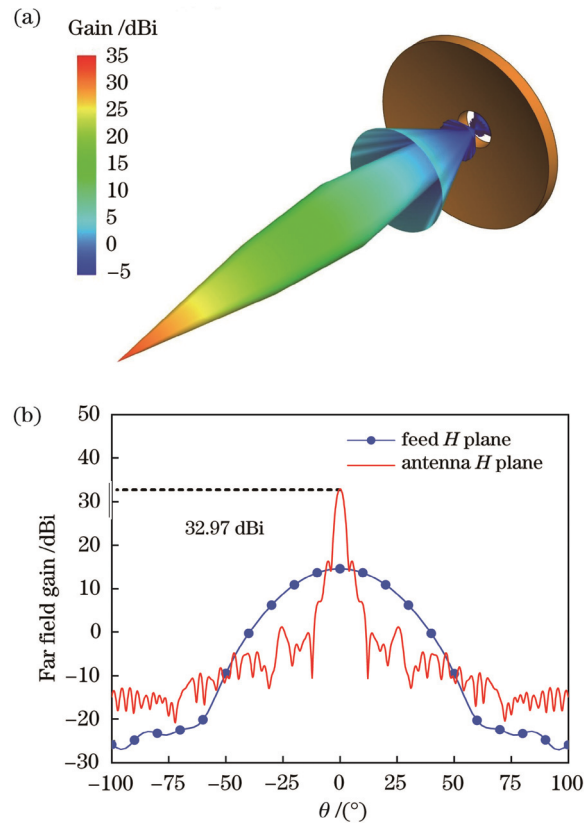 (a)
Gain /dBi
35
30
25
20
15
10
5
0
−5
(b)
50
40
30
20
10
0
−10
−20
−30
Far field gain /dBi
feed H plane
antenna H plane
32.97 dBi
−100 −75 −50 −25 0 25 50 75 100
θ /(°)